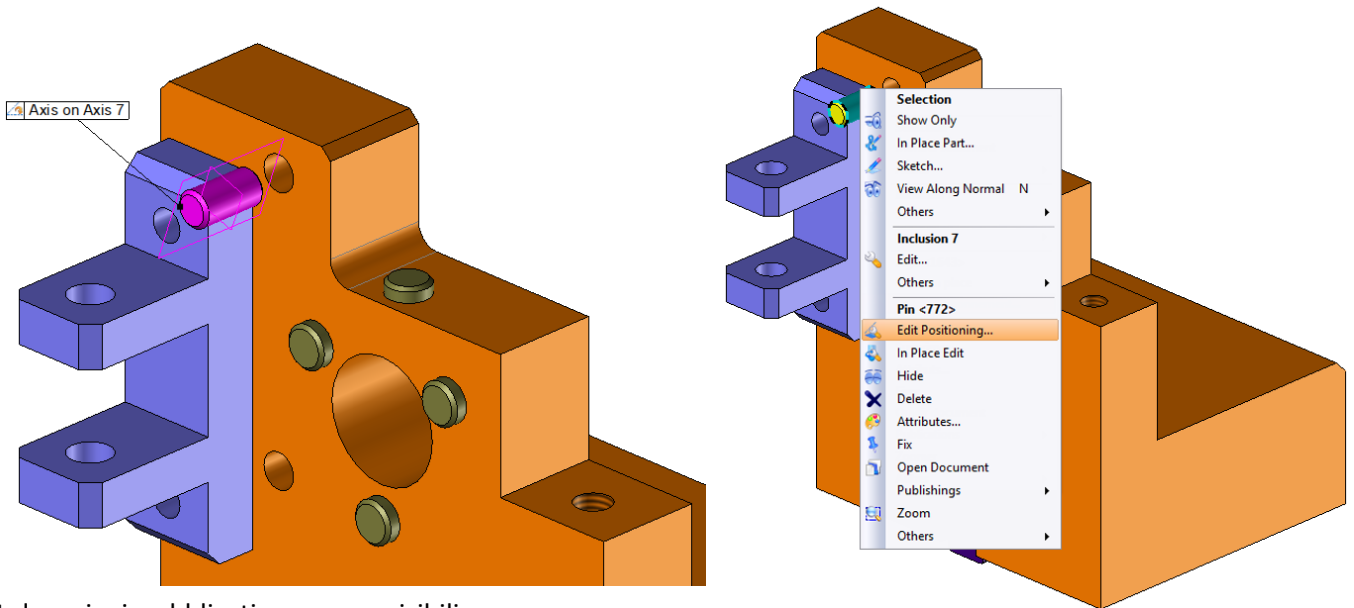 Axis on Axis 7
Selection
Show Only
In Place Part...
Sketch...
View Along Normal N
Others
Inclusion 7
Edit...
Others
Pin <772>
Edit Positioning...
In Place Edit
Hide
Delete
Attributes...
Fix
Open Document
Publishings
Zoom
Others